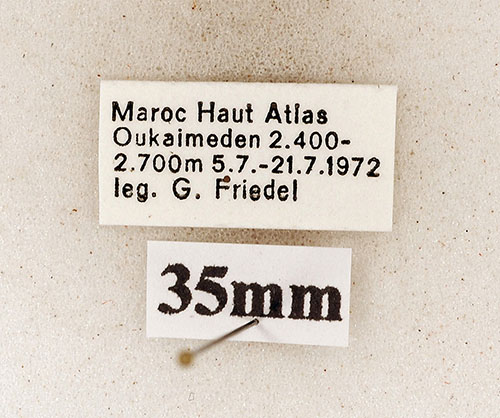 Maroc Haut Atlas
Oukaimeden 2.400-
2.700m 5.7.-21.7.1972
leg. G. Friedel
35mm